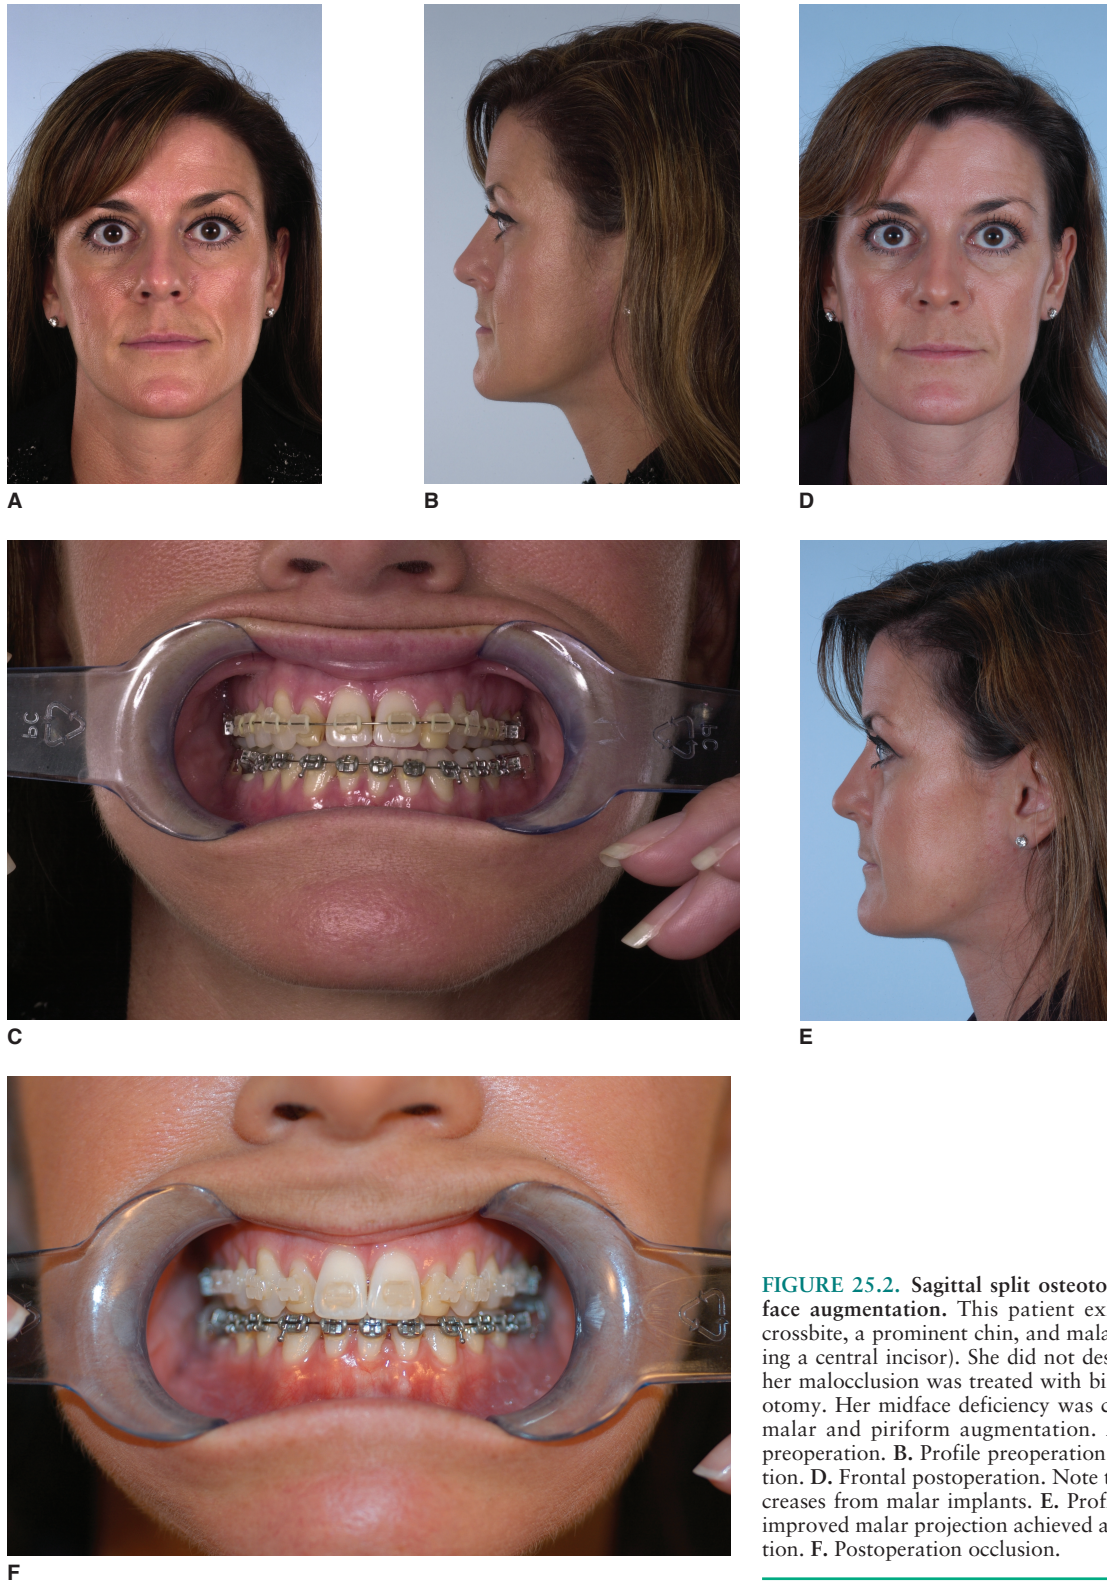 A
B
D
C
E
F
FIGURE 25.2. Sagittal split osteoto
face augmentation. This patient ex
crossbite, a prominent chin, and mala
ing a central incisor). She did not des
her malocclusion was treated with bi
otomy. Her midface deficiency was c
malar and piriform augmentation.
preoperation. B. Profile preoperation
tion. D. Frontal postoperation. Note t
creases from malar implants. E. Prof
improved malar projection achieved a
tion. F. Postoperation occlusion.